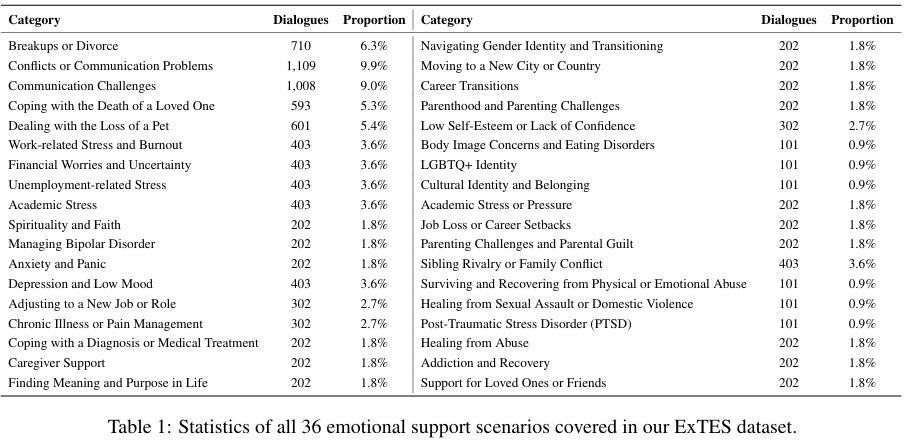 Category Dialogues Proportion Category Dialogues Proportion
Breakups or Divorce 710 6.3% Navigating Gender Identity and Transitioning 202 1.8%
Conflicts or Communication Problems 1,109 9.9% Moving to a New City or Country 202 1.8%
Communication Challenges 1,008 9.0% Career Transitions 202 1.8%
Coping with the Death of a Loved One 593 5.3% Parenthood and Parenting Challenges 202 1.8%
Dealing with the Loss of a Pet 601 5.4% Low Self-Esteem or Lack of Confidence 302 2.7%
Work-related Stress and Burnout 403 3.6% Body Image Concerns and Eating Disorders 101 0.9%
Financial Worries and Uncertainty 403 3.6% LGBTQ+ Identity 101 0.9%
Unemployment-related Stress 403 3.6% Cultural Identity and Belonging 101 0.9%
Academic Stress 403 3.6% Academic Stress or Pressure 202 1.8%
Spirituality and Faith 202 1.8% Job Loss or Career Setbacks 202 1.8%
Managing Bipolar Disorder 202 1.8% Parenting Challenges and Parental Guilt 202 1.8%
Anxiety and Panic 202 1.8% Sibling Rivalry or Family Conflict 403 3.6%
Depression and Low Mood 403 3.6% Surviving and Recovering from Physical or Emotional Abuse 101 0.9%
Adjusting to a New Job or Role 302 2.7% Healing from Sexual Assault or Domestic Violence 101 0.9%
Chronic Illness or Pain Management 302 2.7% Post-Traumatic Stress Disorder (PTSD) 101 0.9%
Coping with a Diagnosis or Medical Treatment 202 1.8% Healing from Abuse 202 1.8%
Caregiver Support 202 1.8% Addiction and Recovery 202 1.8%
Finding Meaning and Purpose in Life 202 1.8% Support for Loved Ones or Friends 202 1.8%
Table 1: Statistics of all 36 emotional support scenarios covered in our ExTES dataset.